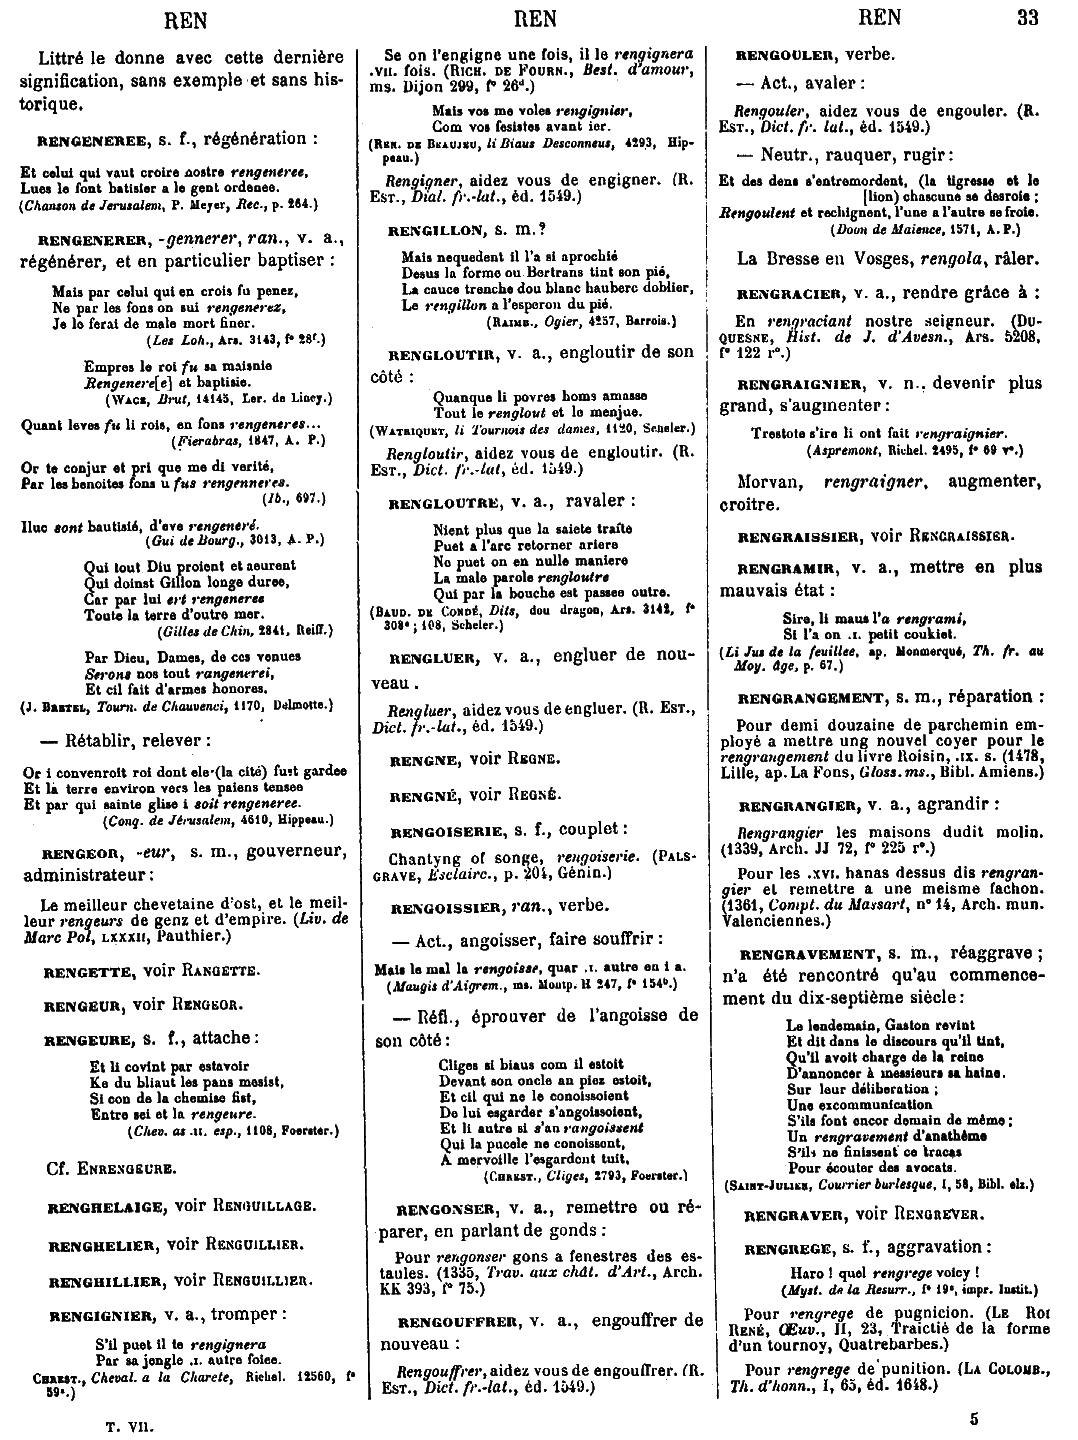 REN
REN
REN
33
Littré le donne avec cette dernière
signification, sans exemple et sans his-
torique.
RENGENEREE, s. f., régénération :
Et celui qui vaut croire nostre rengeneree,
Lues le font batisier a le gent ordenee.
(Chanson de Jerusalem, P. Meyer, Rec., p. 264.)
RENGENERER, -gennerer, ran., v. a.,
régénérer, et en particulier baptiser :
Mais par celui qui en crois fu penez,
Ne par les fons on sui rengenerez,
Je lo ferai de male mort finer.
(Les Loh., Ars. 3143, f° 28f.)
Empres le roi fu sa maisnie
Rengenere[e] et baptisie.
(WACE, Brut, 14145, Ler. de Lincy.)
Quant leves fu li rois, en fons rengeneres...
(Fierabras, 1847, A. P.)
Or te conjur et pri que me di verité,
Par les benoites fons u fus rengenneres.
(Ib., 697.)
Iluc sont bautisié, d'eve rengeneré.
(Gui de Bourg., 3013, A. P.)
Qui tout Diu proient et aeurent
Qui doinst Gillon longe duree,
Car par lui ert rengeneree
Toute la terre d'outre mer.
(Gilles de Chin, 2841, Reiff.)
Par Dieu, Dames, de ces venues
Serons nos tout rangenerei,
Et cil fait d'armes honores.
(J. BRETEL, Tourn. de Chauvenci, 1170, Delmotte.)
— Rétablir, relever :
Or i convenroit roi dont ele (la cité) fust gardee
Et la terre environ vers les paiens tensee
Et par qui sainte glise i soit rengeneree.
(Conq. de Jérusalem, 4610, Hippeau.)
RENGEOR, -eur, s. m., gouverneur,
administrateur :
Le meilleur chevetaine d'ost, et le meil-
leur rengeurs de genz et d'empire. (Liv. de
Marc Pol, LXXXII, Pauthier.)
RENGETTE, voir RANGETTE.
RENGEUR, voir RENGEOR.
RENGEURE, s. f., attache :
Et li covint par estavoir
Ke du bliaut les pans mesist,
Si con de la chemise fist,
Entre sei et la rengeure.
(Chev. as .II. esp., 1108, Foerster.)
Cf. ENRENGEURE.
RENGHELAIGE, voir RENGUILLAGE.
RENGHELIER, voir RENGUILLIER.
RENGHILLIER, voir RENGUILLIER.
RENGIGNIER, v. a., tromper :
S'il puet il te rengignera
Par sa jengle .I. autre foiee.
CHREST., Cheval. a la Charete, Richel. 12560, f°
59c.)
T. VII.
Se on l'engigne une fois, il le rengignera
.VII. fois. (RICH. DE FOURN., Best. d'amour,
ms. Dijon 299, f° 26d.)
Mais vos me voles rengignier,
Com vos fesistes avant ier.
(REN. DE BEAUJEU, li Biaus Desconneus, 4293, Hip-
peau.)
Rengigner, aidez vous de engigner. (R.
EST., Dial. fr.-lat., éd. 1549.)
RENGILLON, s. m.?
Mais nequedent il l'a si aprochié
Desus la forme ou Bertrans tint son pié,
La cauce trenche dou blanc hauberc doblier,
Le rengillon a l'esperon du pié.
(RAIMB., Ogier, 4257, Barrois.)
RENGLOUTIR, v. a., engloutir de son
côté :
Quanque li povres homs amasse
Tout le renglout et le menjue.
(WATRIQUET, li Tournois des dames, 1120, Scheler.)
Rengloutir, aidez vous de engloutir. (R.
EST., Dict. fr.-lat, éd. 1549.)
RENGLOUTRE, v. a., ravaler :
Nient plus que la saiete traite
Puet a l'arc retorner ariere
No puet on en nulle maniere
La male parole rengloutre
Qui par la bouche est passee outre.
(BAUD. DE CONDÉ, Dits, dou dragon, Ars. 3142, f°
308e ; 108, Scheler.)
RENGLUER, v. a., engluer de nou-
veau .
Rengluer, aidez vous de engluer. (R. EST.,
Dict. fr.-lat., éd. 1549.)
RENGNE, voir REGNE.
RENGNÉ, voir REGNÉ.
RENGOISERIE, s. f., couplet :
Chantyng of songe, rengoiserie. (PALS-
GRAVE, Esclairc., p. 204, Génin.)
RENGOISSIER, ran., verbe.
— Act., angoisser, faire souffrir :
Mais le mal la rengoisse, quar .I. autre en i a.
(Maugis d'Aigrem., ms. Montp. H 247, f° 154b.)
— Réfl., éprouver de l'angoisse de
son côté :
Cliges si biaus com il estoit
Devant son oncle an piez estoit,
Et cil qui ne le conoissoient
De lui esgarder s'angoissoient,
Et li autre si s'an rangoissent
Qui la pucele ne conoissent,
A mervoille l'esgardent tuit,
(CHREST., Cliges, 2793, Foerster.)
RENGONSER, v. a., remettre ou ré-
parer, en parlant de gonds :
Pour rengonser gons a fenestres des es-
taules. (1335, Trav. aux chât. d'Art., Arch.
KK 393, f° 75.)
RENGOUFFRER, v. a., engouffrer de
nouveau :
Rengouffrer, aidez vous de engouffrer. (R.
EST., Dict. fr.-lat., éd. 1549.)
RENGOULER, verbe.
— Act., avaler :
Rengouler, aidez vous de engouler. (R.
EST., Dict. fr. lat., éd. 1549.)
— Neutr., rauquer, rugir :
Et des dens s'entremordent, (la tigresse et le
[lion) chascune se desroie ;
Rengoulent et rechignent, l'une a l'autre se froie.
(Doon de Maience, 1571, A. P.)
La Bresse en Vosges, rengola, râler.
RENGRACIER, v. a., rendre grâce à :
En rengraciant nostre seigneur. (DU-
QUESNE, Hist. de J. d'Avesn., Ars. 5208,
f° 122 r°.)
RENGRAIGNIER, v. n., devenir plus
grand, s'augmenter :
Trestote s'ire li ont fait rengraignier.
(Aspremont, Richel. 2495, f° 69 v°.)
Morvan, rengraigner, augmenter,
croître.
RENGRAISSIER, voir RENCRAISSIER.
RENGRAMIR, v. a., mettre en plus
mauvais état :
Sire, li maus l'a rengrami,
Si l'a on .I. petit coukiet.
(Li Jus de la feuillee, ap. Monmerqué, Th. fr. au
Moy. âge, p. 67.)
RENGRANGEMENT, s. m., réparation :
Pour demi douzaine de parchemin em-
ployé a mettre ung nouvel coyer pour le
rengrangement du livre Roisin, .IX. s. (1478,
Lille, ap. La Fons, Gloss. ms., Bibl. Amiens.)
RENGRANGIER, v. a., agrandir :
Rengrangier les maisons dudit molin.
(1339, Arch. JJ 72, f° 225 r°.)
Pour les .XVI. hanas dessus dis rengran-
gier et remettre a une meisme fachon.
(1361, Compt. du Massart, n° 14, Arch. mun.
Valenciennes.)
RENGRAVEMENT, s. m., réaggrave ;
n'a été rencontré qu'au commence-
ment du dix-septième siècle :
Le lendemain, Gaston revint
Et dit dans le discours qu'il tint,
Qu'il avoit charge de la reine
D'annoncer à messieurs sa haine.
Sur leur déliberation ;
Une excommunication
S'ils font encor demain de même ;
Un rengravement d'anathême
S'ils ne finissent ce tracas
Pour écouter des avocats.
(SAINT-JULIEN, Courrier burlesque, I, 58, Bibl. elz.)
RENGRAVER, voir RENGREVER.
RENGREGE, s. f., aggravation :
Haro ! quel rengrege voicy !
(Myst. de la Resurr., f° 19a, impr. Instit.)
Pour rengrege de pugnicion. (LE ROI
RENÉ, Œuv., II, 23, Traictié de la forme
d'un tournoy, Quatrebarbes.)
Pour rengrege de punition. (LA COLOMB.,
Th. d'honn., I, 65, éd. 1648.)
5